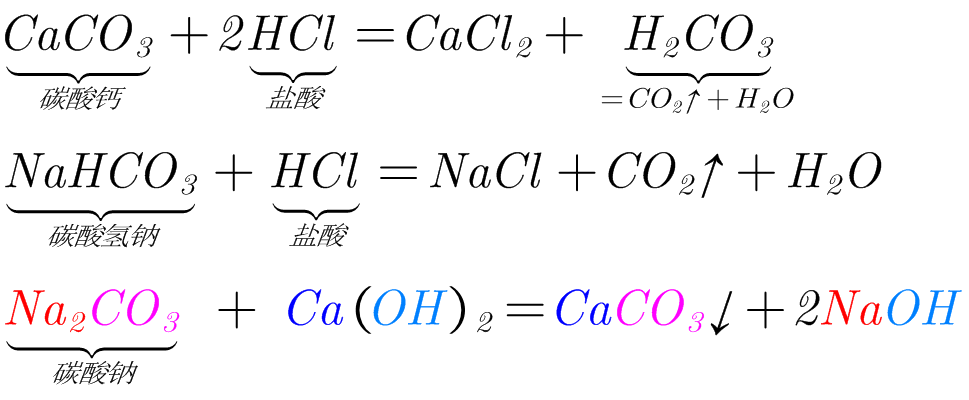 CaCO₃ + 2HCl = CaCl₂ + H₂CO₃
碳酸钙 盐酸 =CO₂↑+H₂O
NaHCO₃ + HCl = NaCl + CO₂↑ + H₂O
碳酸氢钠 盐酸
Na₂CO₃ + Ca(OH)₂ = CaCO₃↓ + 2NaOH
碳酸钠